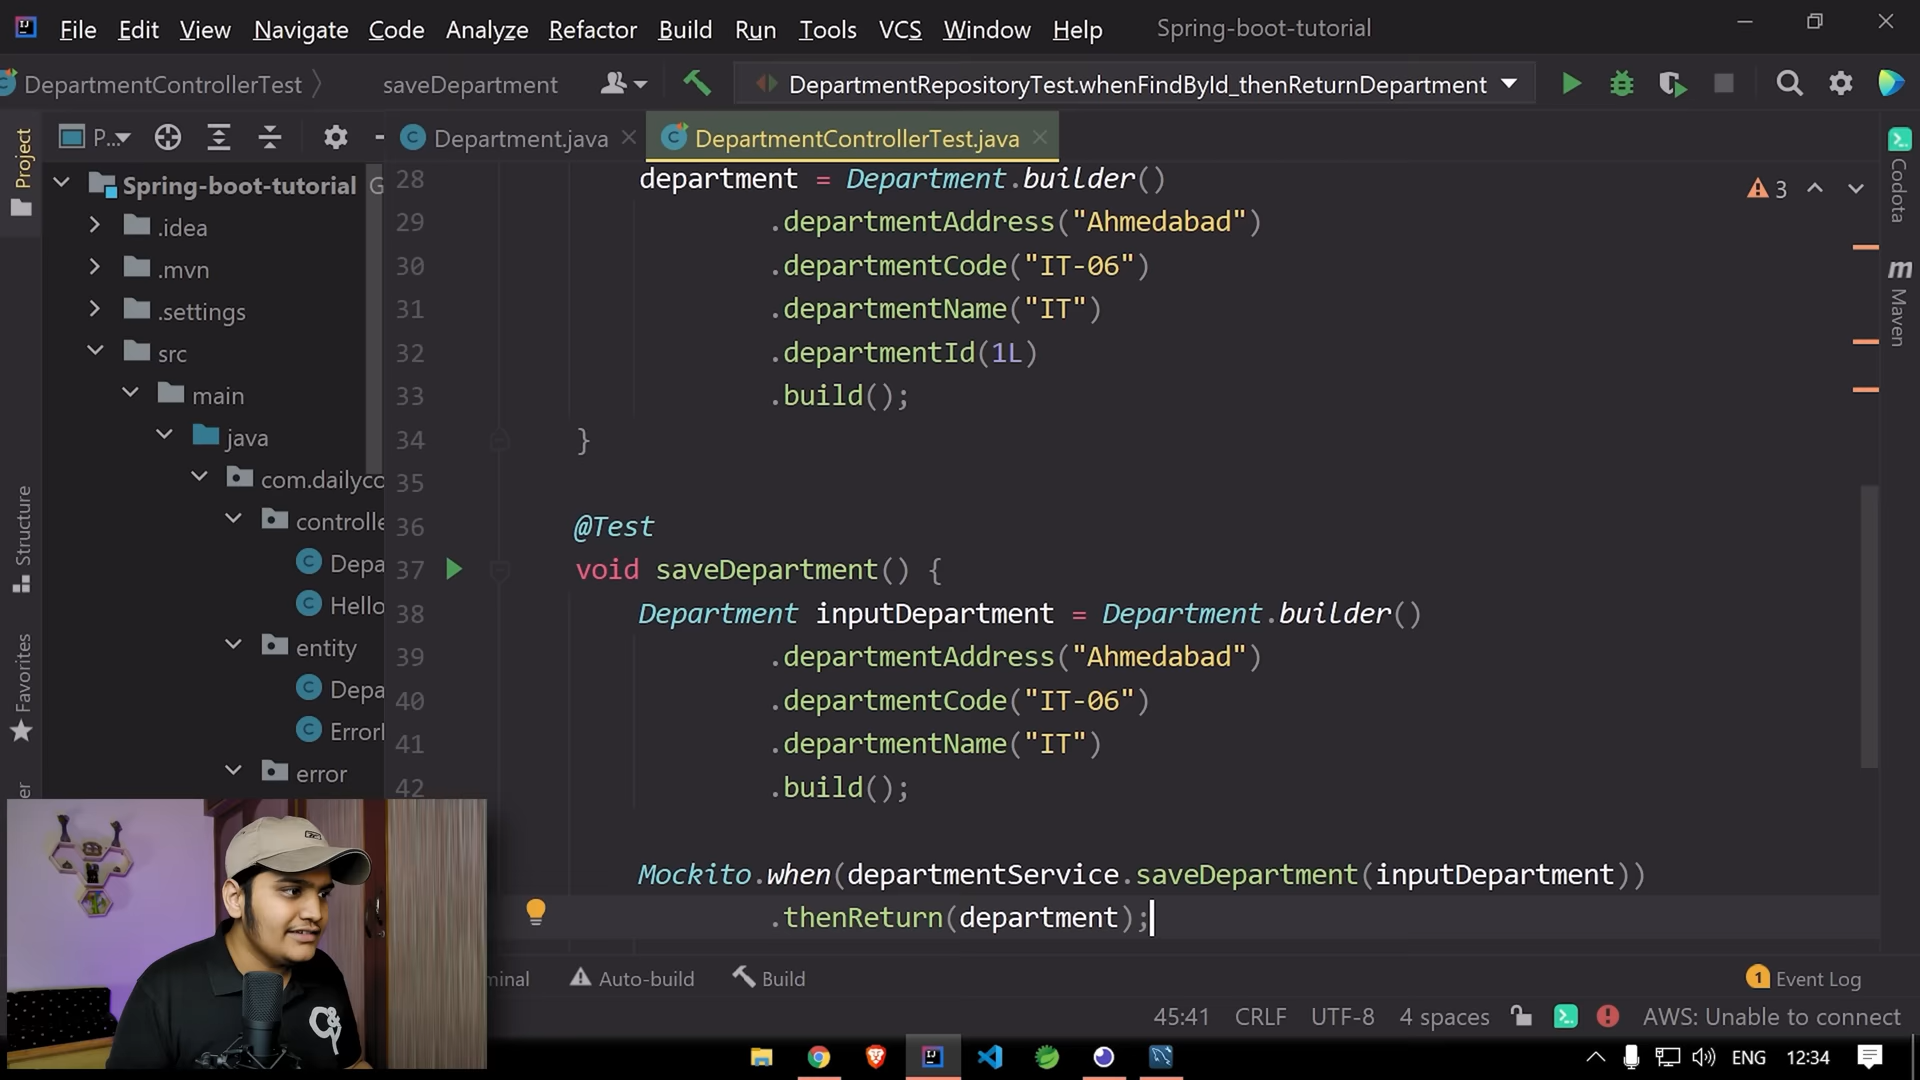 File Edit View Navigate Code Analyze Refactor Build Run Tools VCS Window Help Spring-boot-tutorial
DepartmentControllerTest saveDepartment DepartmentRepositoryTest.whenFindById_thenReturnDepartment
P... Department.java DepartmentControllerTest.java
Project
Structure
Favorites
Spring-boot-tutorial
.idea
.mvn
.settings
src
main
java
com.dailyco
controlle
Depa
Hello
entity
Depa
Error
error
28 department = Department.builder()
29 .departmentAddress("Ahmedabad")
30 .departmentCode("IT-06")
31 .departmentName("IT")
32 .departmentId(1L)
33 .build();
34 }
35
36 @Test
37 void saveDepartment() {
38 Department inputDepartment = Department.builder()
39 .departmentAddress("Ahmedabad")
40 .departmentCode("IT-06")
41 .departmentName("IT")
42 .build();
Mockito.when(departmentService.saveDepartment(inputDepartment))
.thenReturn(department);
3
Codota
m Maven
minal Auto-build Build 1 Event Log
45:41 CRLF UTF-8 4 spaces AWS: Unable to connect
ENG 12:34